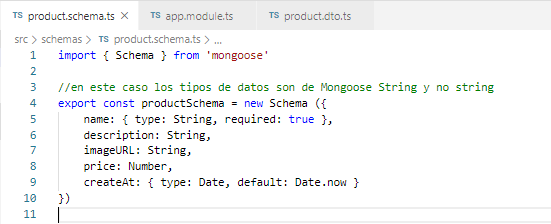 TS product.schema.ts × TS app.module.ts TS product.dto.ts
src > schemas > TS product.schema.ts > ...
1 import { Schema } from 'mongoose'
2
3 //en este caso los tipos de datos son de Mongoose String y no string
4 export const productSchema = new Schema ({
5 name: { type: String, required: true },
6 description: String,
7 imageURL: String,
8 price: Number,
9 createAt: { type: Date, default: Date.now }
10 })
11